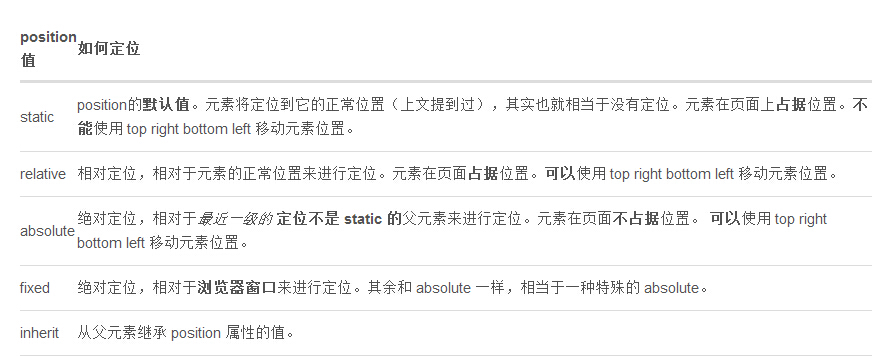 position值 如何定位
static position的默认值。元素将定位到它的正常位置（上文提到过），其实也就相当于没有定位。元素在页面上占据位置。不
能使用 top right bottom left 移动元素位置。
relative 相对定位，相对于元素的正常位置来进行定位。元素在页面占据位置。可以使用 top right bottom left 移动元素位置。
absolute 绝对定位，相对于最近一级的 定位不是 static 的父元素来进行定位。元素在页面不占据位置。 可以使用 top right
bottom left 移动元素位置。
fixed 绝对定位，相对于浏览器窗口来进行定位。其余和 absolute 一样，相当于一种特殊的 absolute。
inherit 从父元素继承 position 属性的值。